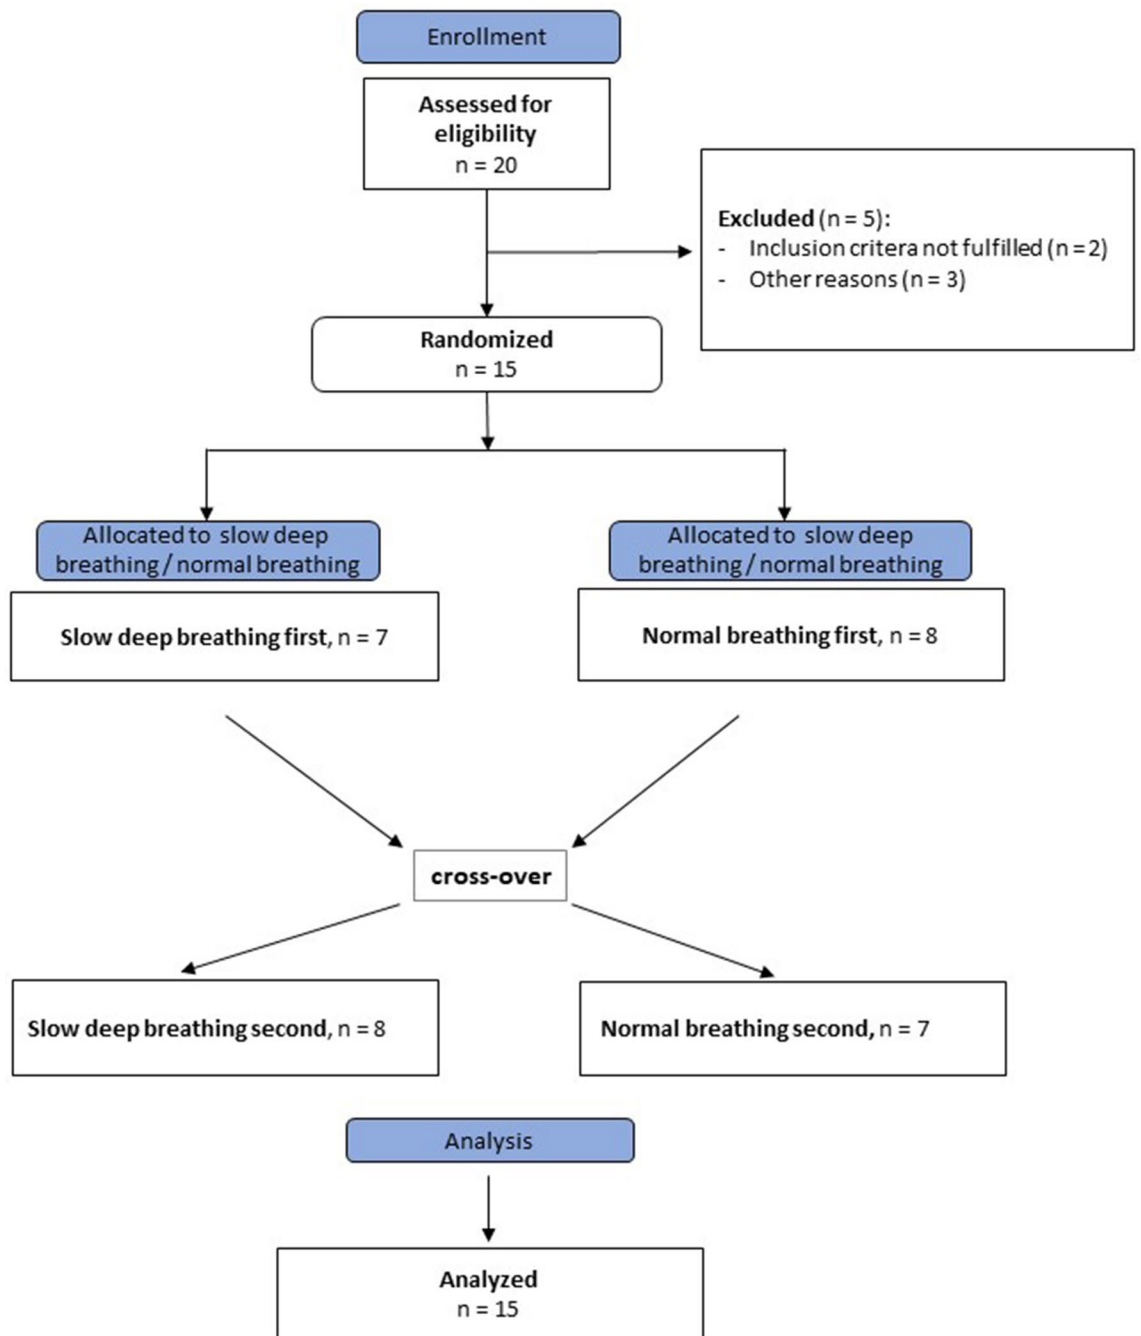 Enrollment
Assessed for
eligibility
n = 20
Excluded (n = 5):
- Inclusion critera not fulfilled (n = 2)
- Other reasons (n = 3)
Randomized
n = 15
Allocated to slow deep
breathing / normal breathing
Slow deep breathing first, n = 7
Allocated to slow deep
breathing / normal breathing
Normal breathing first, n = 8
cross-over
Slow deep breathing second, n = 8
Normal breathing second, n = 7
Analysis
Analyzed
n = 15